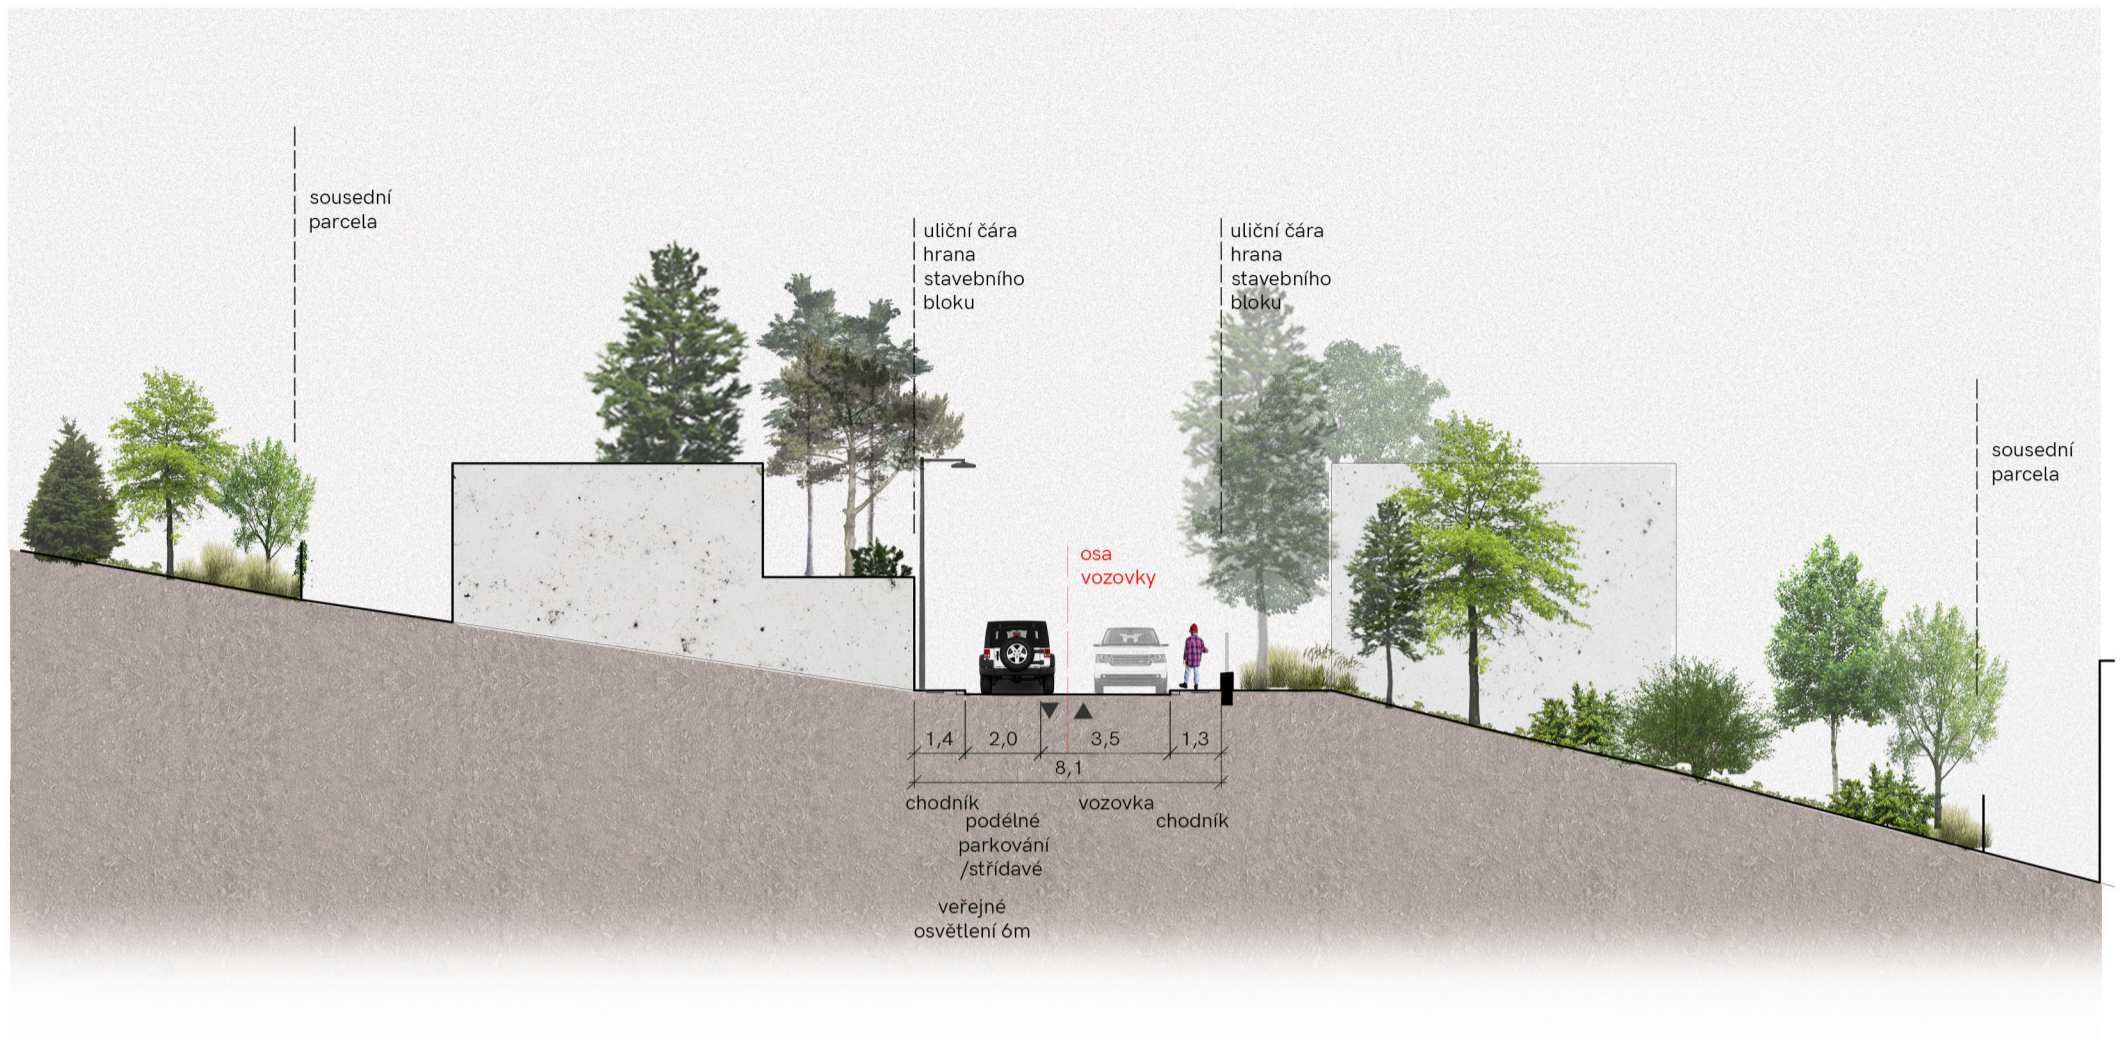 sousední
parcela
uliční čára
hrana
stavebního
bloku
uliční čára
hrana
stavebního
bloku
sousední
parcela
osa
vozovky
1,4
2,0
3,5
1,3
8,1
chodník
podélné
parkování
/střídavé
vozovka
chodník
veřejné
osvětlení 6m